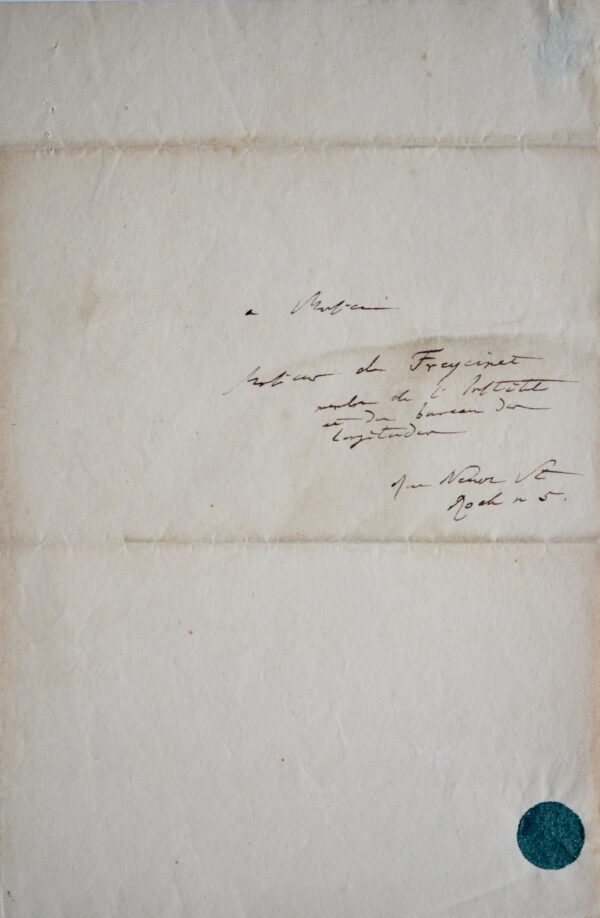 a Monsieur
Monsieur de Freycinet
membre de l'Institut
et du bureau des
longitudes
rue Neuve St
Roch n 5.